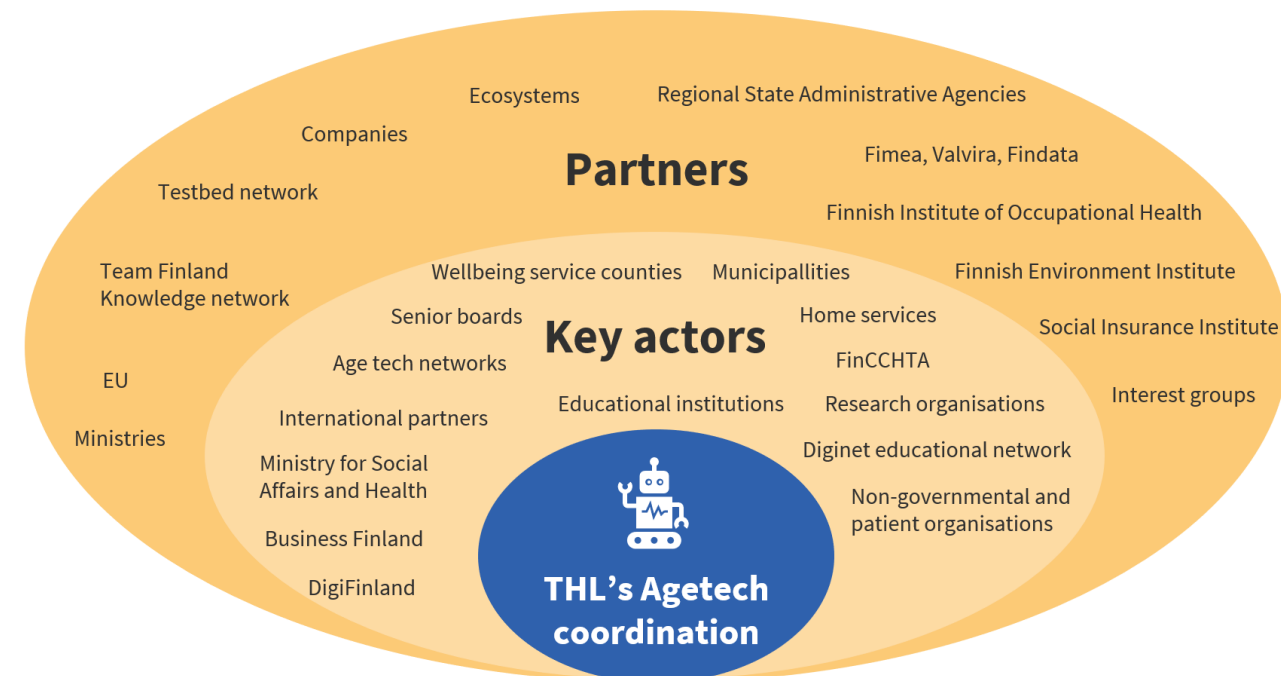 Ecosystems
Regional State Administrative Agencies
Companies
Fimea, Valvira, Findata
Partners
Testbed network
Finnish Institute of Occupational Health
Team Finland
Knowledge network
Wellbeing service counties
Municipallities
Finnish Environment Institute
Senior boards
Key actors
Home services
Social Insurance Institute
Age tech networks
FinCCHTA
EU
Interest groups
International partners
Educational institutions
Research organisations
Ministries
Ministry for Social
Affairs and Health
Diginet educational network
Non-governmental and
patient organisations
Business Finland
DigiFinland
THL’s Agetech
coordination